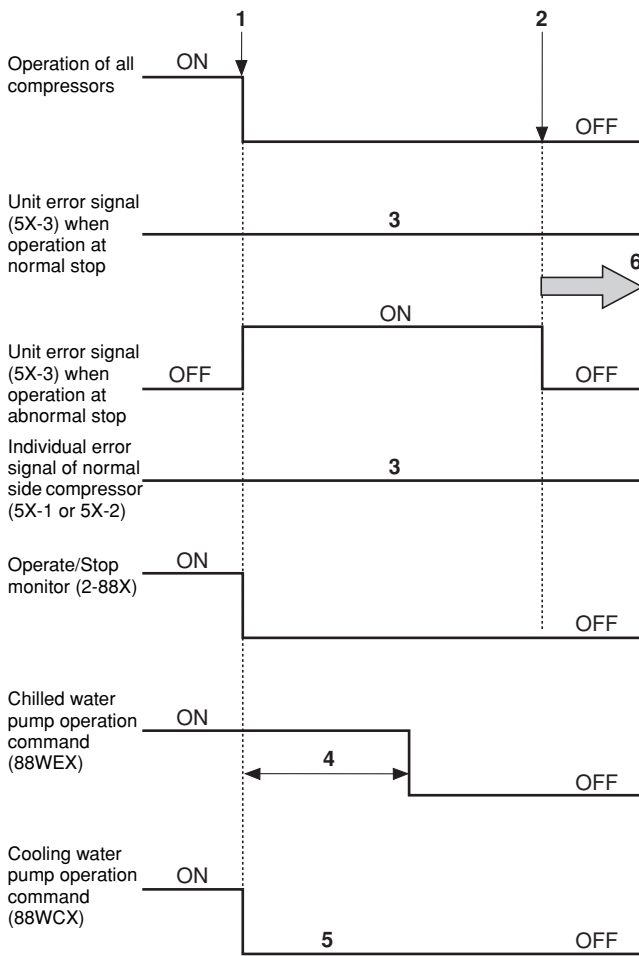 1
2
Operation of all
compressors
ON
OFF
Unit error signal
(5X-3) when
operation at
normal stop
3
6
Unit error signal
(5X-3) when
operation at
abnormal stop
OFF
ON
OFF
Individual error
signal of normal
side compressor
(5X-1 or 5X-2)
3
Operate/Stop
monitor (2-88X)
ON
OFF
Chilled water
pump operation
command
(88WEX)
ON
4
OFF
Cooling water
pump operation
command
(88WCX)
ON
5
OFF